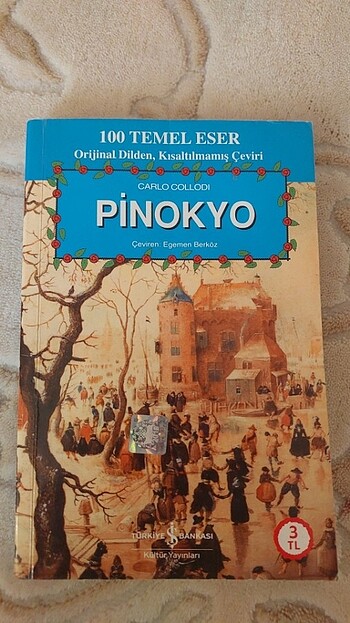 100 TEMEL ESER
Orijinal Dilden, Kısaltılmamış Çeviri
CARLO COLLODI
PİNOKYO
Çeviren: Egemen Berköz
TÜRKİYE İŞ BANKASI
Kültür Yayınları
3
TL